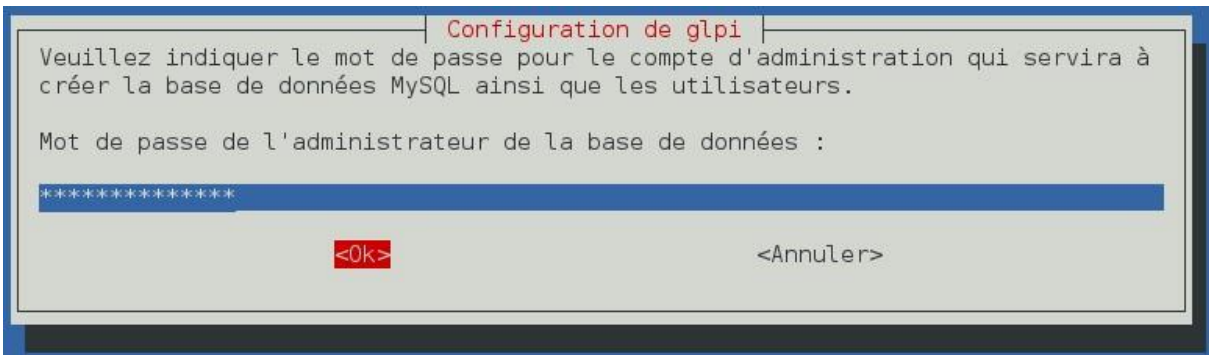 Configuration de glpi
Veuillez indiquer le mot de passe pour le compte d'administration qui servira à
créer la base de données MySQL ainsi que les utilisateurs.
Mot de passe de l'administrateur de la base de données :
**************
<Ok> <Annuler>